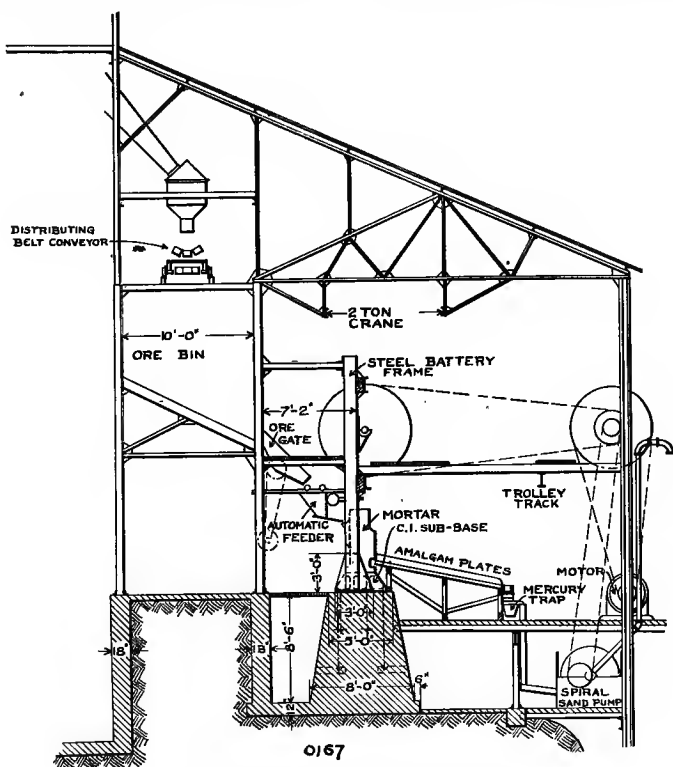 DISTRIBUTING
BELT CONVEYOR
2 TON
CRANE
10'-0"
ORE BIN
STEEL BATTERY
FRAME
7'-2"
ORE
GATE
TROLLEY
TRACK
AUTOMATIC
FEEDER
MORTAR
C.I. SUB-BASE
3'-0"
AMALGAM PLATES
MOTOR
MERCURY
TRAP
18"
18"
8'-6"
3'-0"
5'-0"
8'-0"
6"
12"
SPIRAL
SAND PUMP
0167